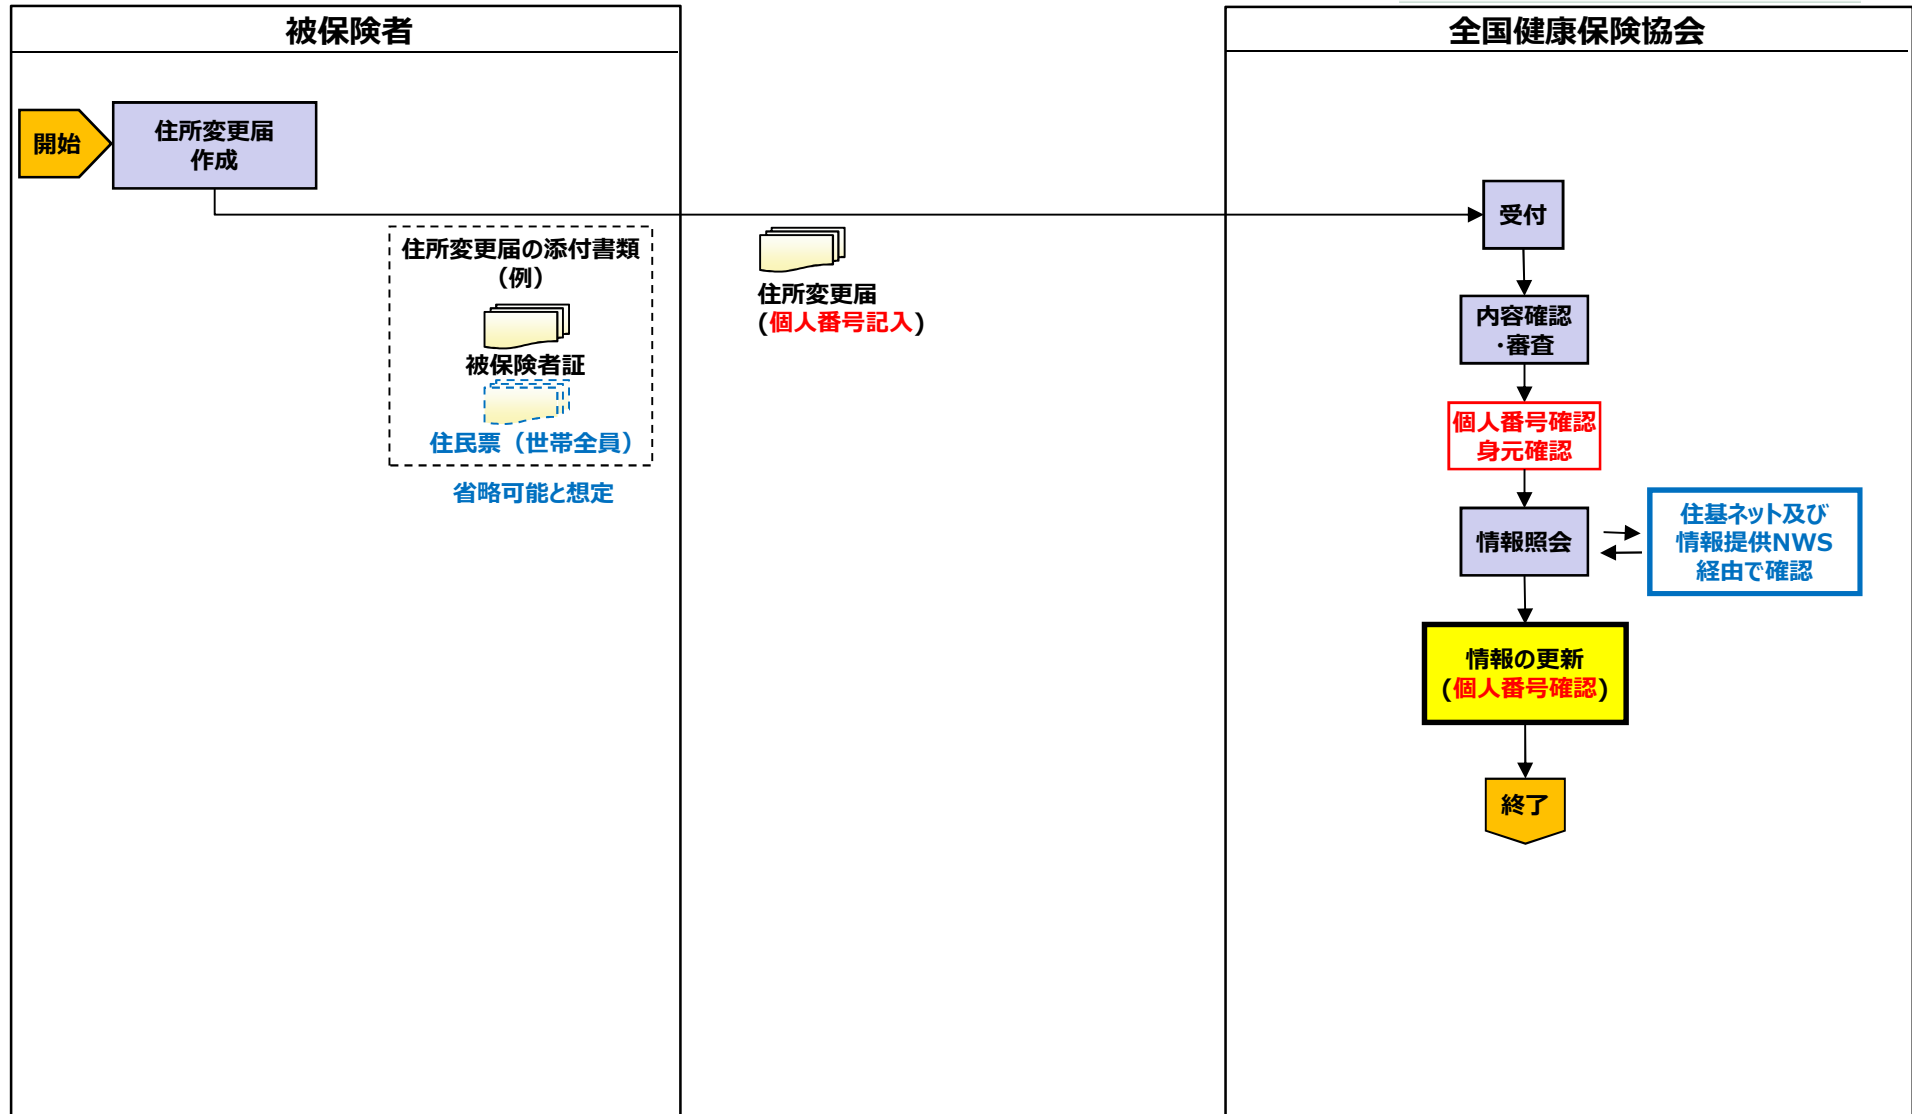 被保険者
全国健康保険協会
開始
住所変更届
作成
受付
住所変更届の添付書類
（例）
被保険者証
住民票（世帯全員）
省略可能と想定
住所変更届
(個人番号記入)
内容確認
・審査
個人番号確認
身元確認
情報照会
住基ネット及び
情報提供NWS
経由で確認
情報の更新
(個人番号確認)
終了